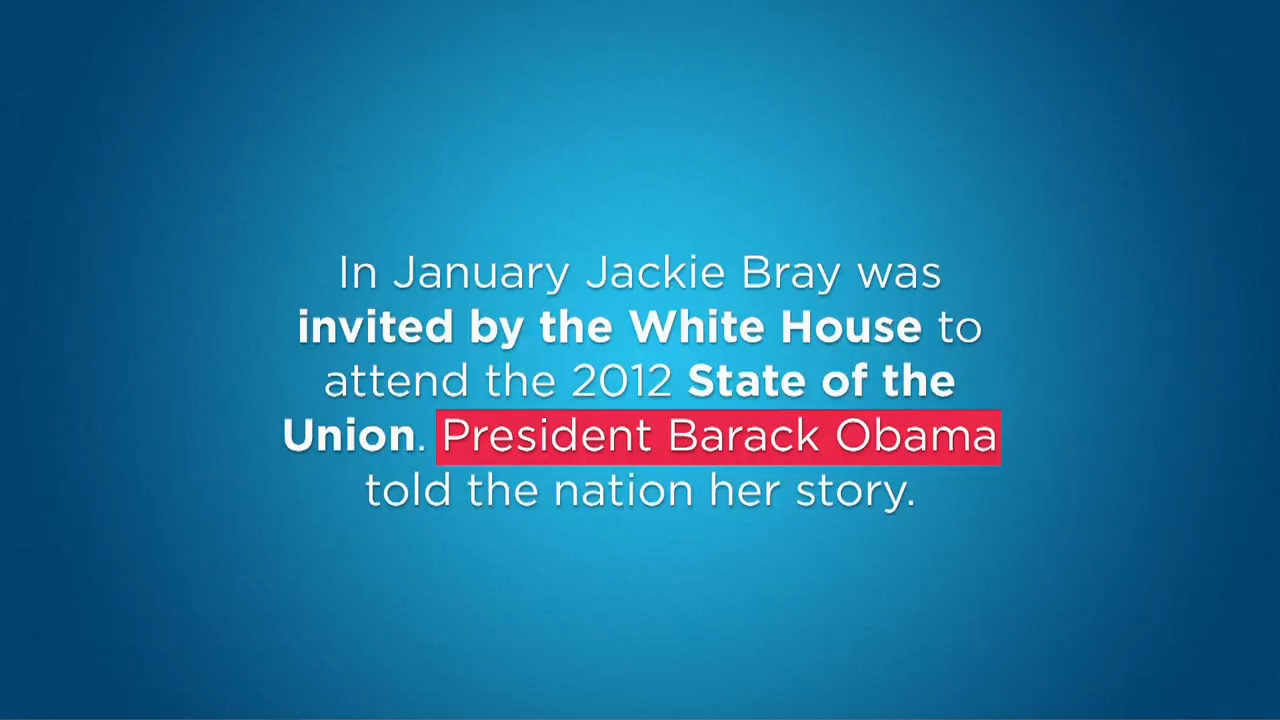 In January Jackie Bray was
invited by the White House to
attend the 2012 State of the
Union. President Barack Obama
told the nation her story.